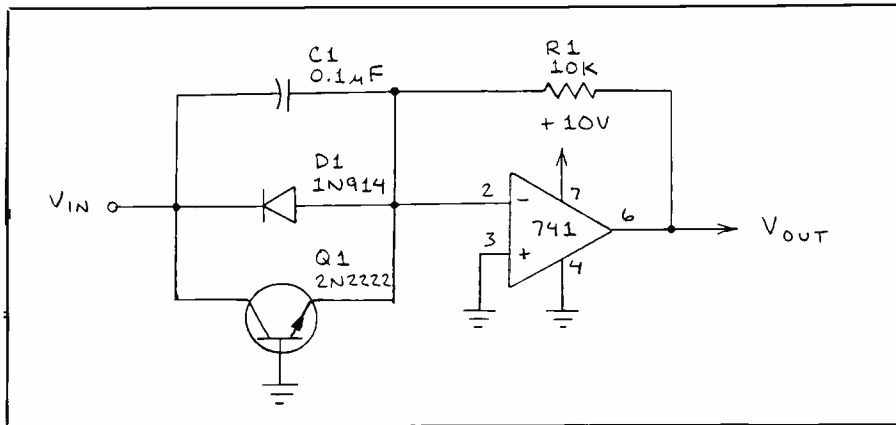 C1
0.1µF
R1
10K
+10V
D1
1N914
VIN
2
-
7
741
6
VOUT
3
+
4
Q1
2N2222